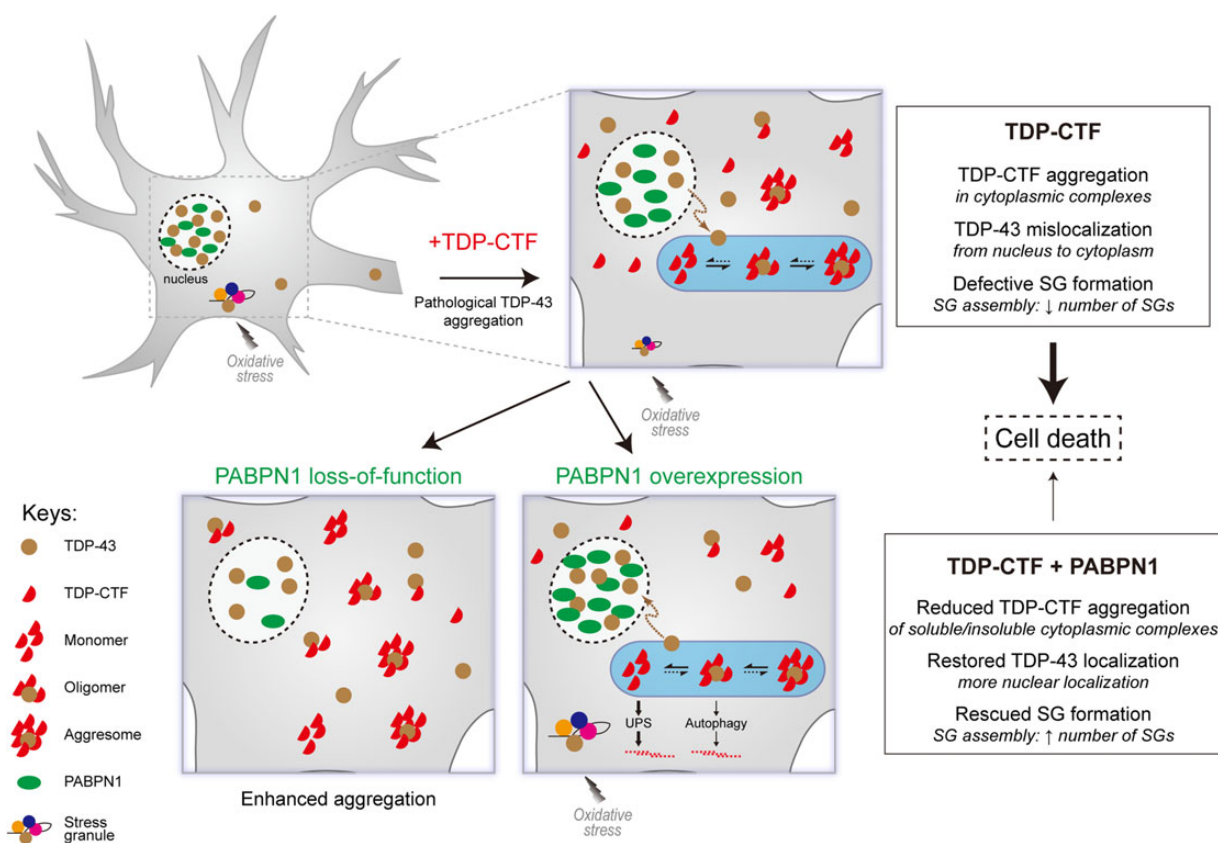 nucleus
Oxidative
stress
+TDP-CTF
Pathological TDP-43
aggregation
Oxidative
stress
TDP-CTF
TDP-CTF aggregation
in cytoplasmic complexes
TDP-43 mislocalization
from nucleus to cytoplasm
Defective SG formation
SG assembly: ↓ number of SGs
Cell death
TDP-CTF + PABPN1
Reduced TDP-CTF aggregation
of soluble/insoluble cytoplasmic complexes
Restored TDP-43 localization
more nuclear localization
Rescued SG formation
SG assembly: ↑ number of SGs
PABPN1 loss-of-function
Enhanced aggregation
PABPN1 overexpression
UPS
Autophagy
Oxidative
stress
Keys:
TDP-43
TDP-CTF
Monomer
Oligomer
Aggresome
PABPN1
Stress
granule